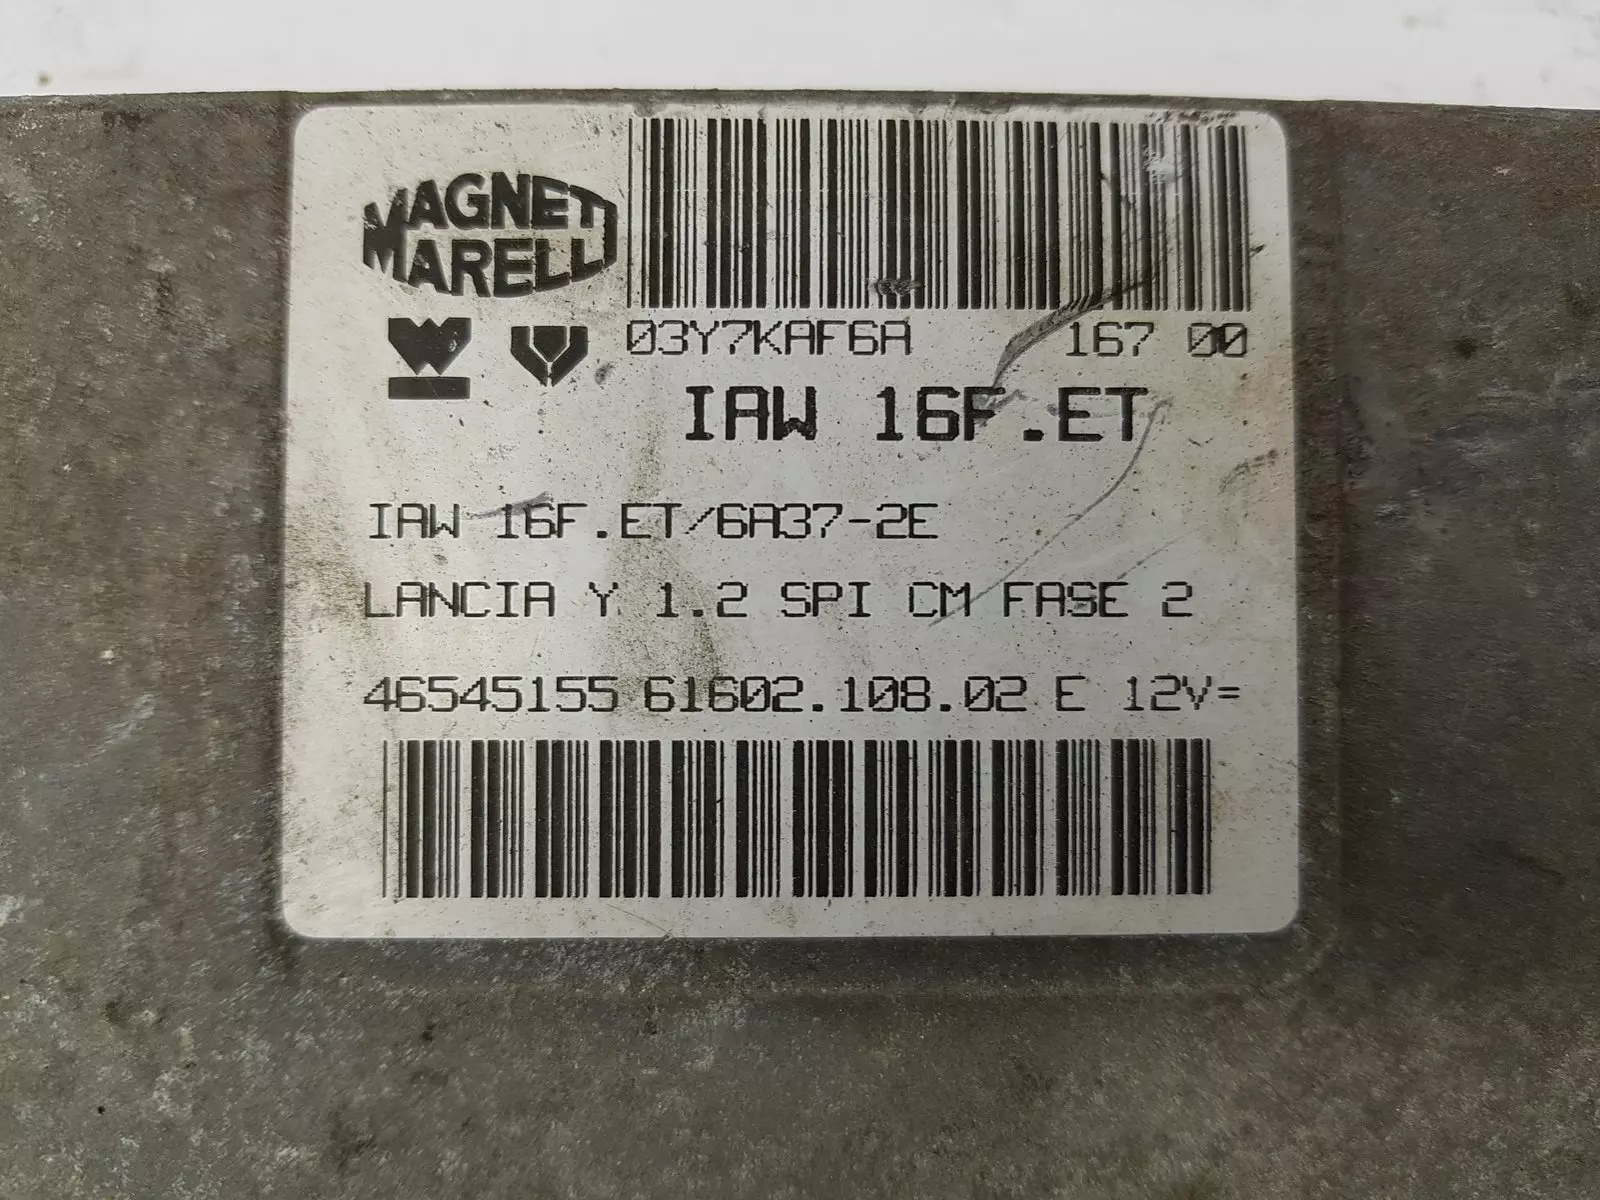 MAGNETI
MARELLI
03Y7KAF6A 167 00
IAW 16F.ET
IAW 16F.ET/6A37-2E
LANCIA Y 1.2 SPI CM FASE 2
46545155 61602.108.02 E 12V=